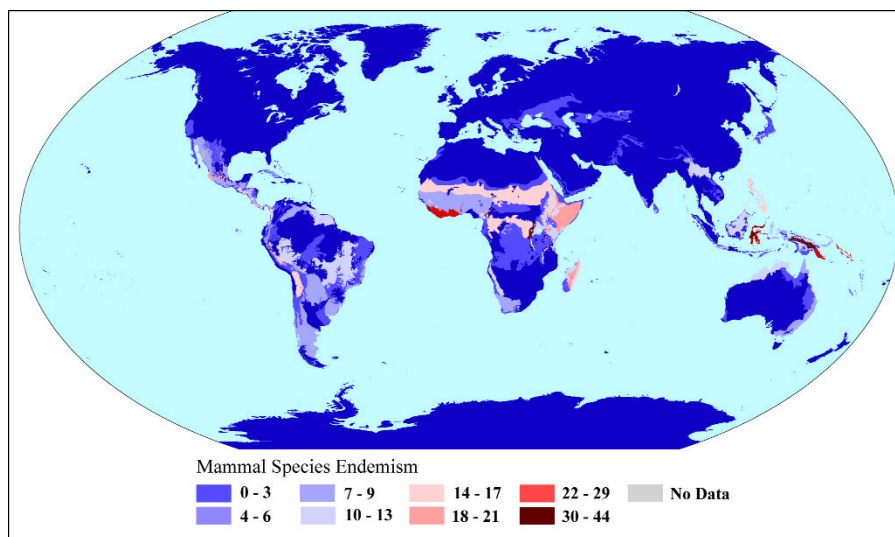 Mammal Species Endemism
0 - 3 7 - 9 14 - 17 22 - 29 No Data
4 - 6 10 - 13 18 - 21 30 - 44